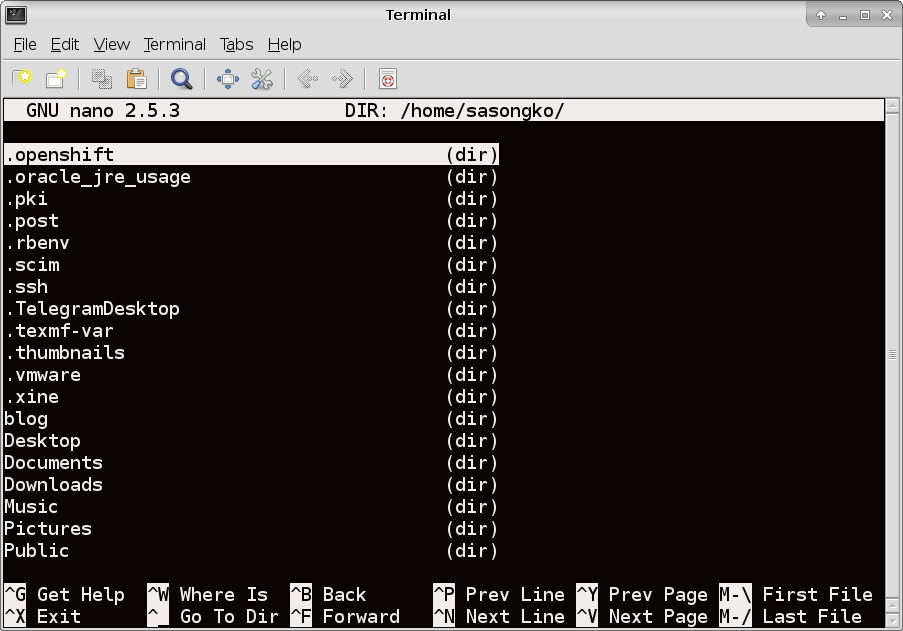 Terminal
File Edit View Terminal Tabs Help
GNU nano 2.5.3 DIR: /home/sasongko/
.openshift (dir)
.oracle_jre_usage (dir)
.pki (dir)
.post (dir)
.rbenv (dir)
.scim (dir)
.ssh (dir)
.TelegramDesktop (dir)
.texmf-var (dir)
.thumbnails (dir)
.vmware (dir)
.xine (dir)
blog (dir)
Desktop (dir)
Documents (dir)
Downloads (dir)
Music (dir)
Pictures (dir)
Public (dir)
^G Get Help ^W Where Is ^B Back ^P Prev Line ^Y Prev Page M-\ First File
^X Exit ^_ Go To Dir ^F Forward ^N Next Line ^V Next Page M-/ Last File